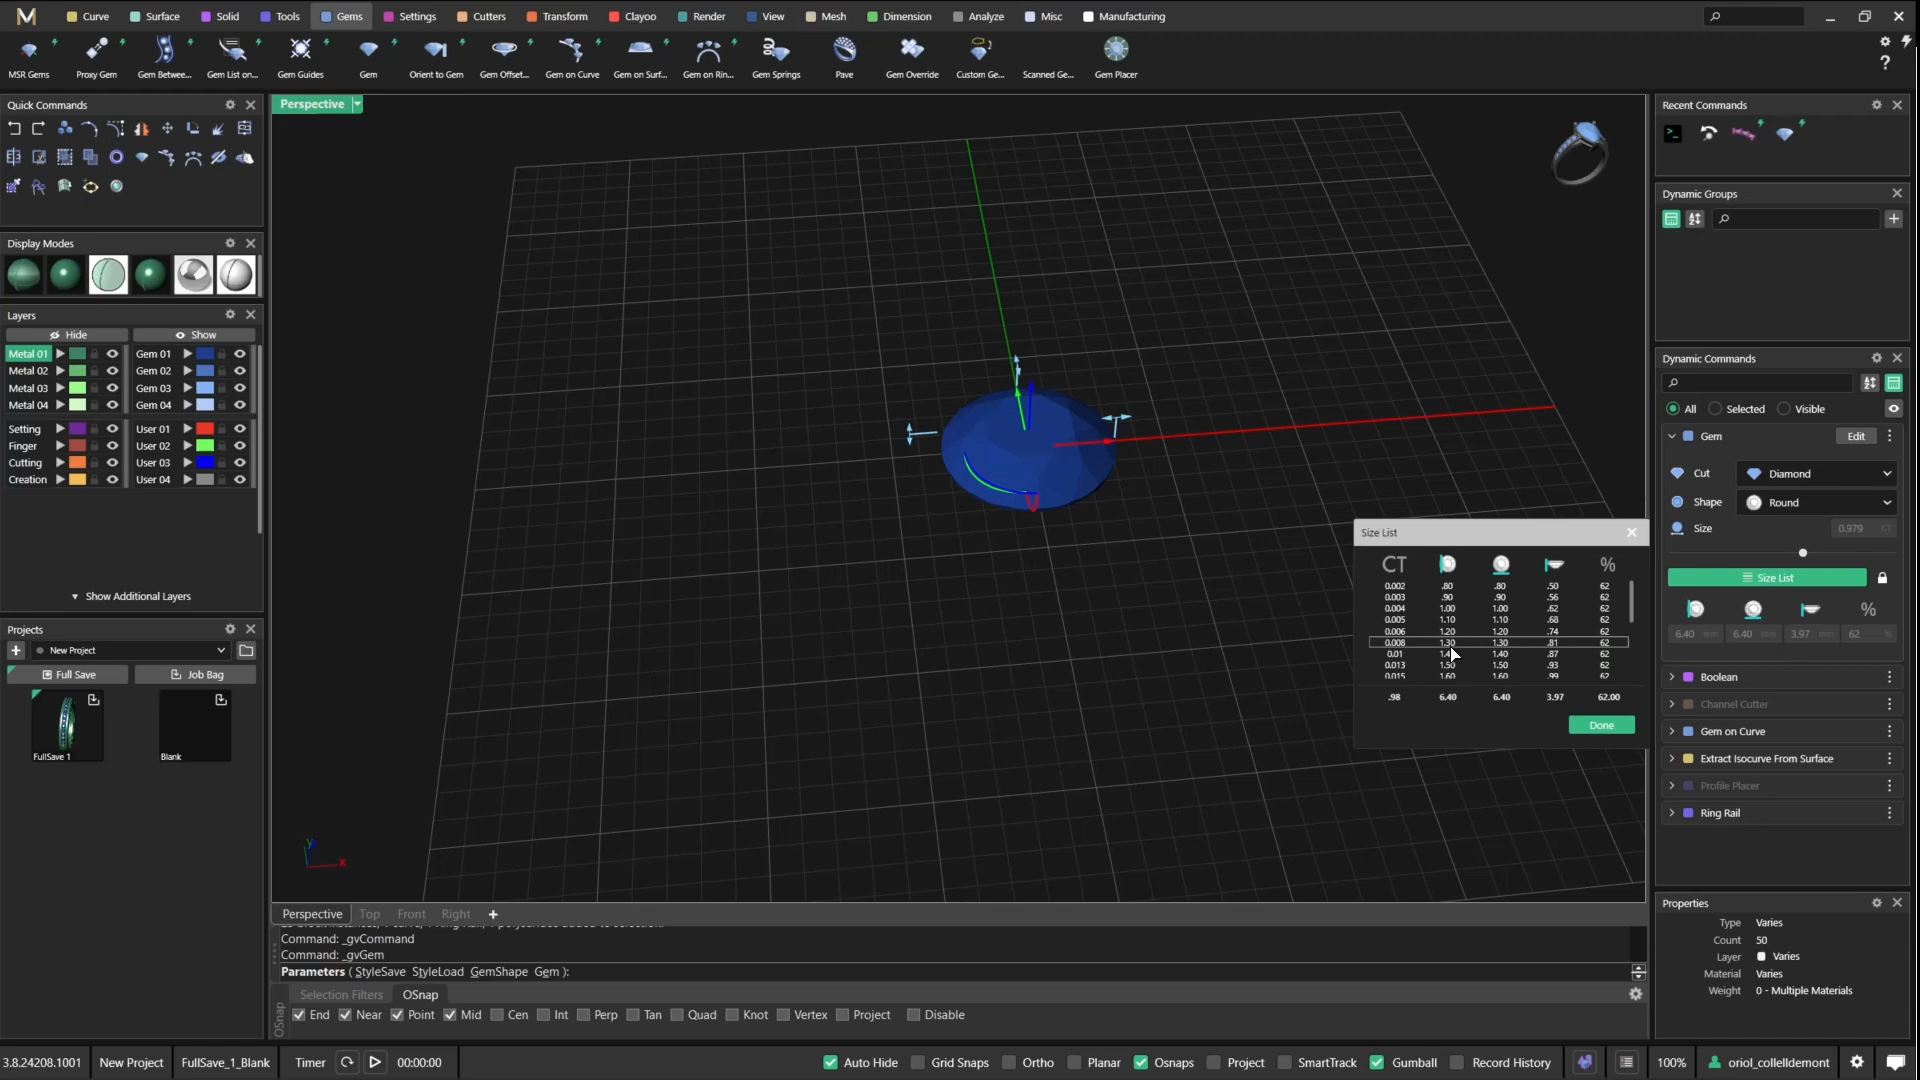 Curve Surface Solid Tools Gems Settings Cutters Transform Clayoo Render View Mesh Dimension Analyze Misc Manufacturing
MSR Gems Proxy Gem Gem Betwee... Gem List on... Gem Guides Gem Orient to Gem Gem Offset... Gem on Curve Gem on Surf... Gem on Rin... Gem Springs Pave Gem Override Custom Ge... Scanned Ge... Gem Placer
Quick Commands
Display Modes
Layers
Hide Show
Metal 01 Gem 01
Metal 02 Gem 02
Metal 03 Gem 03
Metal 04 Gem 04
Setting User 01
Finger User 02
Cutting User 03
Creation User 04
Show Additional Layers
Projects
New Project
Full Save Job Bag
FullSave 1 Blank
Perspective
y
x
Size List
CT %
0.002 .80 .80 .50 62
0.003 .90 .90 .56 62
0.004 1.00 1.00 .62 62
0.005 1.10 1.10 .68 62
0.006 1.20 1.20 .74 62
0.008 1.30 1.30 .81 62
0.01 1.40 .87 62
0.013 1.50 1.50 .93 62
0.015 1.60 1.60 .99 62
.98 6.40 6.40 3.97 62.00
Done
Recent Commands
Dynamic Groups
Dynamic Commands
All Selected Visible
Gem Edit
Cut Diamond
Shape Round
Size 0.979 CT
Size List
%
6.40 mm 6.40 mm 3.97 mm 62 %
Boolean
Channel Cutter
Gem on Curve
Extract Isocurve From Surface
Profile Placer
Ring Rail
Properties
Type Varies
Count 50
Layer Varies
Material Varies
Weight 0 - Multiple Materials
Perspective Top Front Right
Command: _gvCommand
Command: _gvGem
Parameters ( StyleSave StyleLoad GemShape Gem ):
Selection Filters OSnap
OSnap
End Near Point Mid Cen Int Perp Tan Quad Knot Vertex Project Disable
3.8.24208.1001 New Project FullSave_1_Blank Timer 00:00:00 Auto Hide Grid Snaps Ortho Planar Osnaps Project SmartTrack Gumball Record History 100% oriol_collelldemont